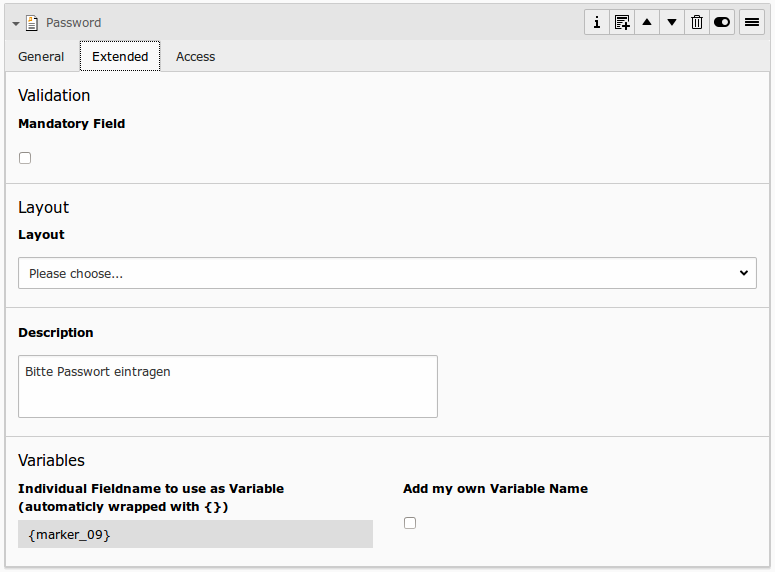 Password
General Extended Access
Validation
Mandatory Field
Layout
Layout
Please choose...
Description
Bitte Passwort eintragen
Variables
Individual Fieldname to use as Variable
(automaticly wrapped with {})
{marker_09}
Add my own Variable Name